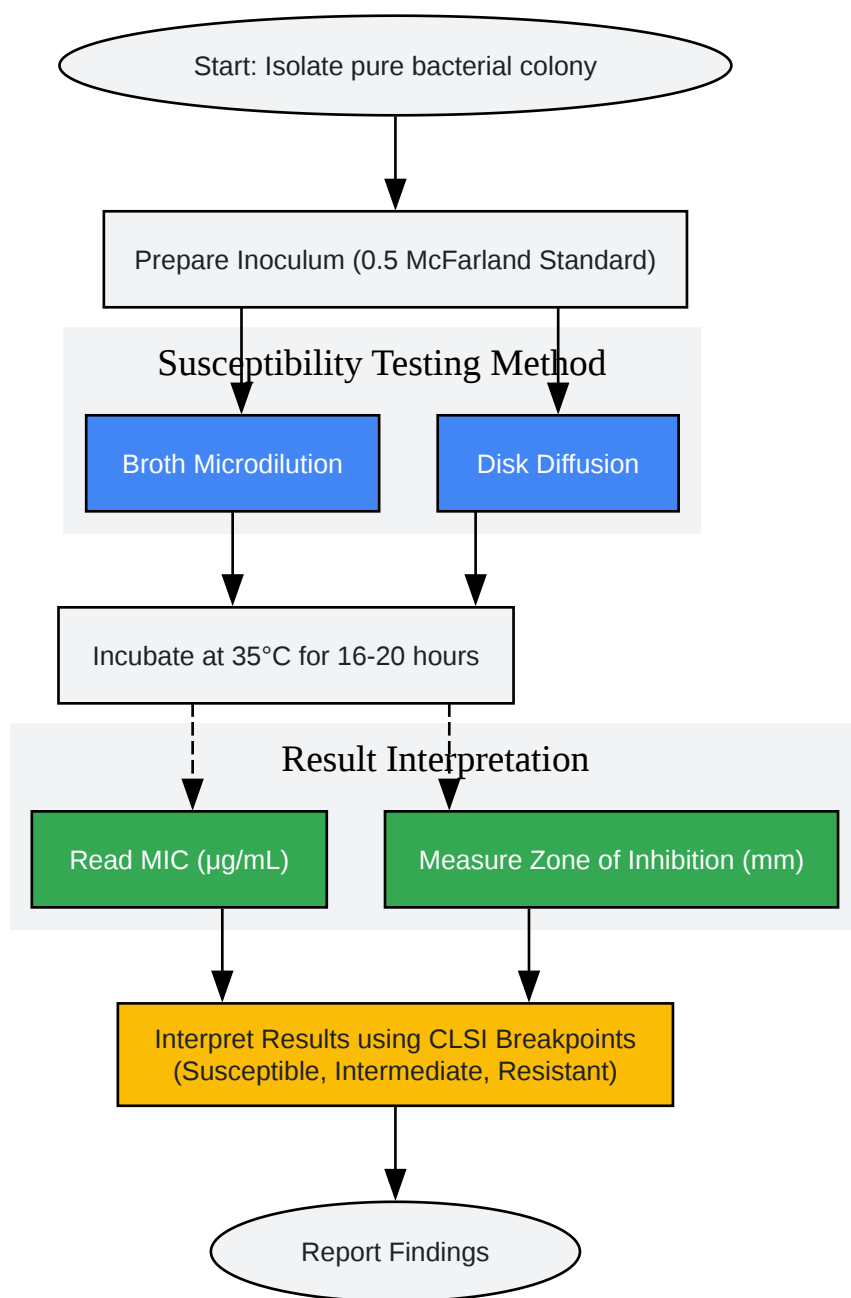 Start: Isolate pure bacterial colony
Prepare Inoculum (0.5 McFarland Standard)
Susceptibility Testing Method
Broth Microdilution
Disk Diffusion
Incubate at 35°C for 16-20 hours
Result Interpretation
Read MIC (µg/mL)
Measure Zone of Inhibition (mm)
Interpret Results using CLSI Breakpoints
(Susceptible, Intermediate, Resistant)
Report Findings